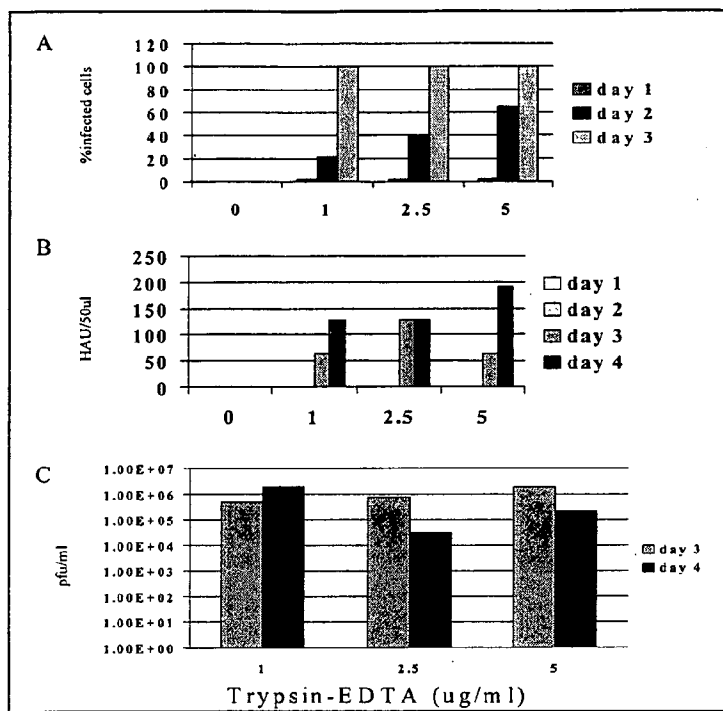 A
%infected cells
120
100
80
60
40
20
0
0 1 2.5 5
day 1
day 2
day 3
B
HAU/50ul
250
200
150
100
50
0
0 1 2.5 5
day 1
day 2
day 3
day 4
C
pfu/ml
1.00E+07
1.00E+06
1.00E+05
1.00E+04
1.00E+03
1.00E+02
1.00E+01
1.00E+00
1 2.5 5
day 3
day 4
Trypsin-EDTA (ug/ml)